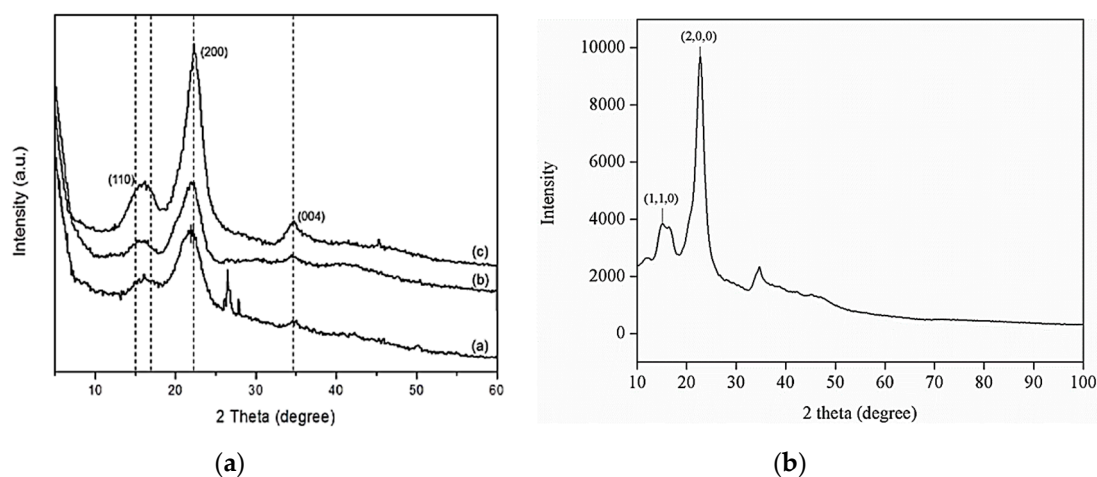 (200)
(110)
(004)
(c)
(b)
(a)
Intensity (a.u.)
10 20 30 40 50 60
2 Theta (degree)
(a)
(2,0,0)
(1,1,0)
10000
8000
6000
4000
2000
0
Intensity
10 20 30 40 50 60 70 80 90 100
2 theta (degree)
(b)